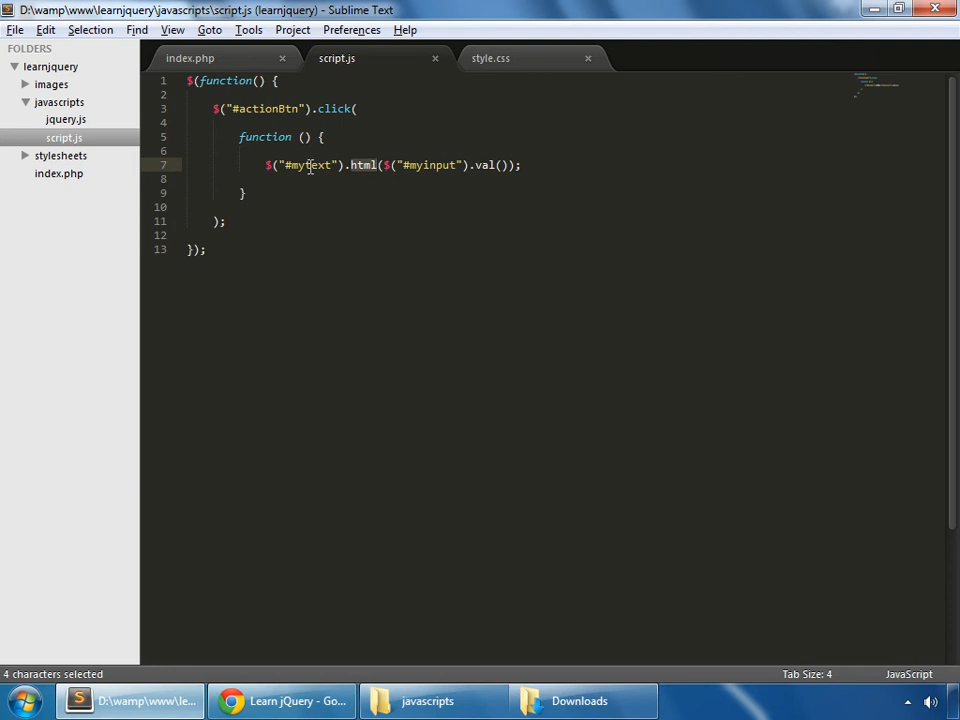 D:\wamp\www\learnjquery\javascripts\script.js (learnjquery) - Sublime Text
File Edit Selection Find View Goto Tools Project Preferences Help
FOLDERS
learnjquery
images
javascripts
jquery.js
script.js
stylesheets
index.php
index.php script.js style.css
1 $(function() {
2
3 $("#actionBtn").click(
4
5 function () {
6
7 $("#mytext").html($("#myinput").val());
8
9 }
10
11 );
12
13 });
4 characters selected Tab Size: 4 JavaScript
D:\wamp\www\le... Learn jQuery - Go... javascripts Downloads